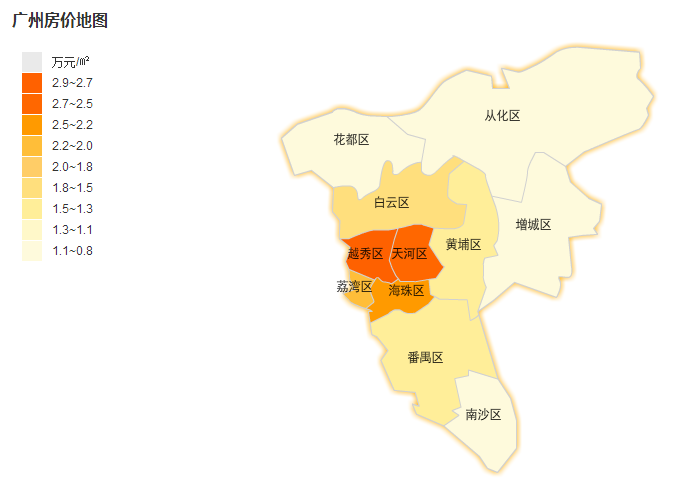 广州房价地图
万元/㎡
2.9~2.7
2.7~2.5
2.5~2.2
2.2~2.0
2.0~1.8
1.8~1.5
1.5~1.3
1.3~1.1
1.1~0.8
从化区
花都区
白云区
增城区
黄埔区
越秀区
天河区
荔湾区
海珠区
番禺区
南沙区